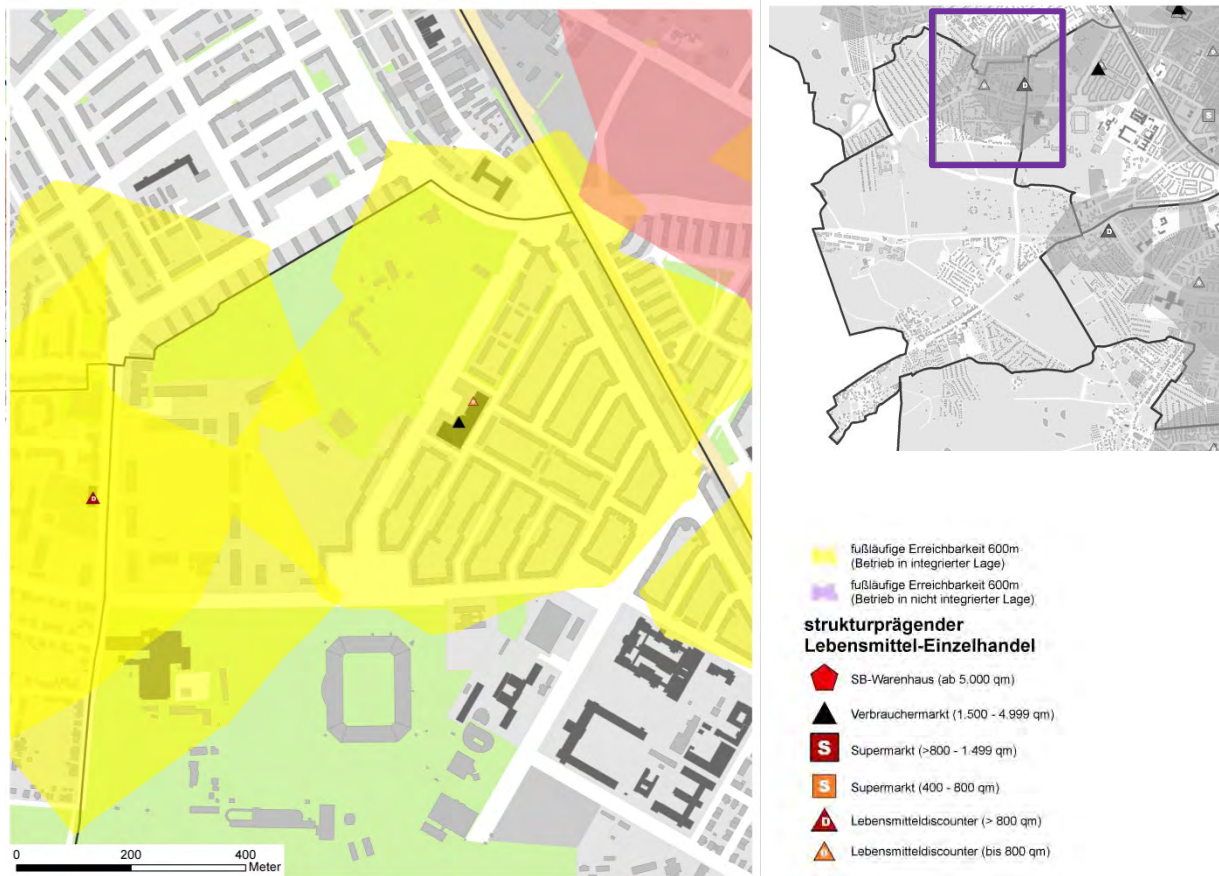 0 200 400
Meter
D
D
S
fußläufige Erreichbarkeit 600m
(Betrieb in integrierter Lage)
fußläufige Erreichbarkeit 600m
(Betrieb in nicht integrierter Lage)
strukturprägender
Lebensmittel-Einzelhandel
SB-Warenhaus (ab 5.000 qm)
Verbrauchermarkt (1.500 - 4.999 qm)
S Supermarkt (>800 - 1.499 qm)
S Supermarkt (400 - 800 qm)
D Lebensmitteldiscounter (> 800 qm)
Lebensmitteldiscounter (bis 800 qm)